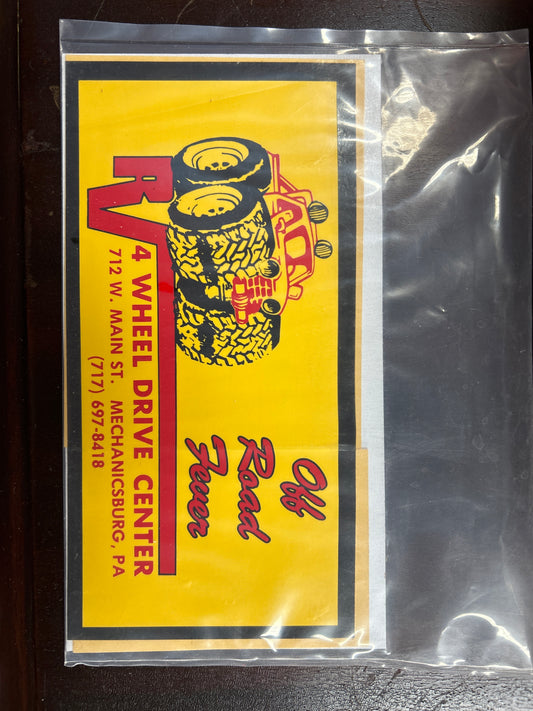 Off
Road
Fever
RV
4 WHEEL DRIVE CENTER
712 W. MAIN ST. MECHANICSBURG, PA
(717) 697-8418